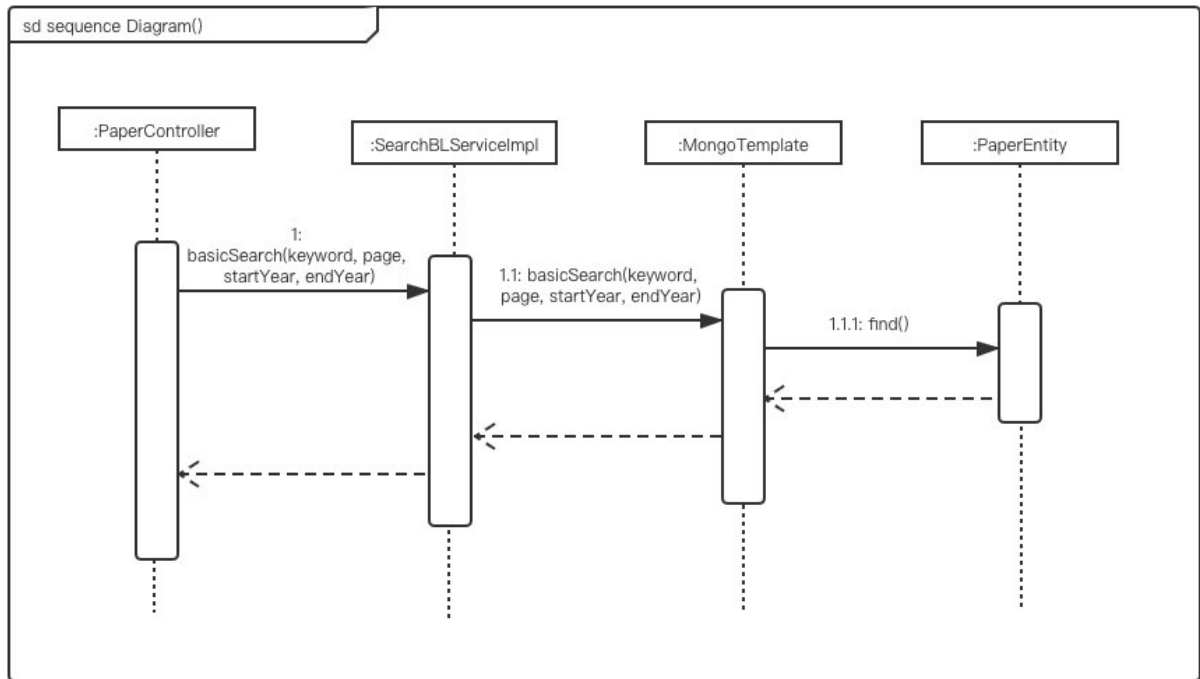 sd sequence Diagram()
:PaperController
:SearchBLServiceImpl
:MongoTemplate
:PaperEntity
1:
basicSearch(keyword, page,
startYear, endYear)
1.1: basicSearch(keyword,
page, startYear, endYear)
1.1.1: find()